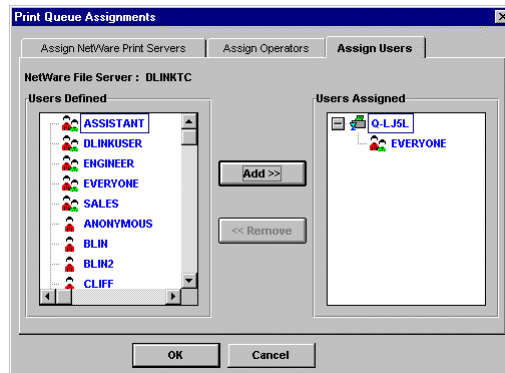 Print Queue Assignments
Assign NetWare Print Servers
Assign Operators
Assign Users
NetWare File Server : DLINKTC
Users Defined
ASSISTANT
DLINKUSER
ENGINEER
EVERYONE
SALES
ANONYMOUS
BLIN
BLIN2
CLIFF
Add >>
<< Remove
Users Assigned
Q-LJ5L
EVERYONE
OK
Cancel